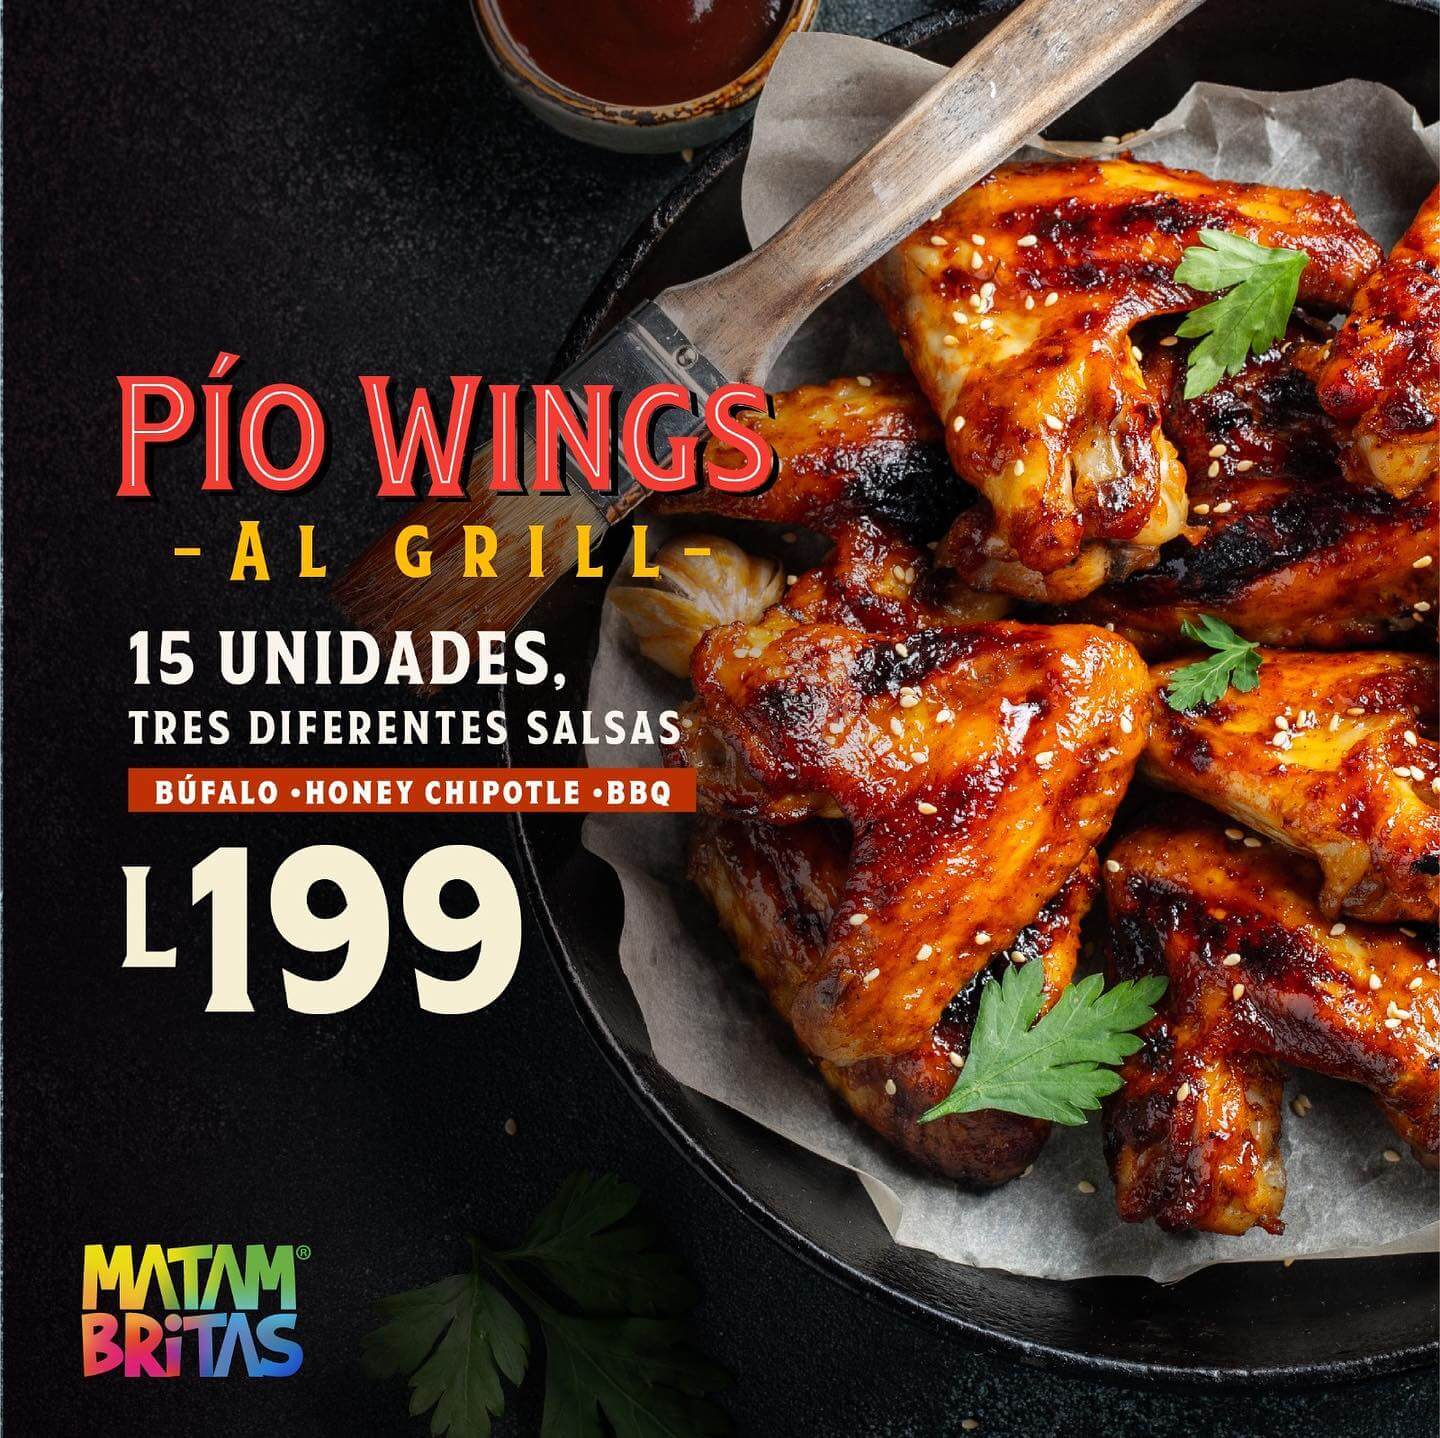 PÍO WINGS
- AL GRILL -
15 UNIDADES,
TRES DIFERENTES SALSAS
BÚFALO • HONEY CHIPOTLE • BBQ
L199
MATAM®
BRiTAS